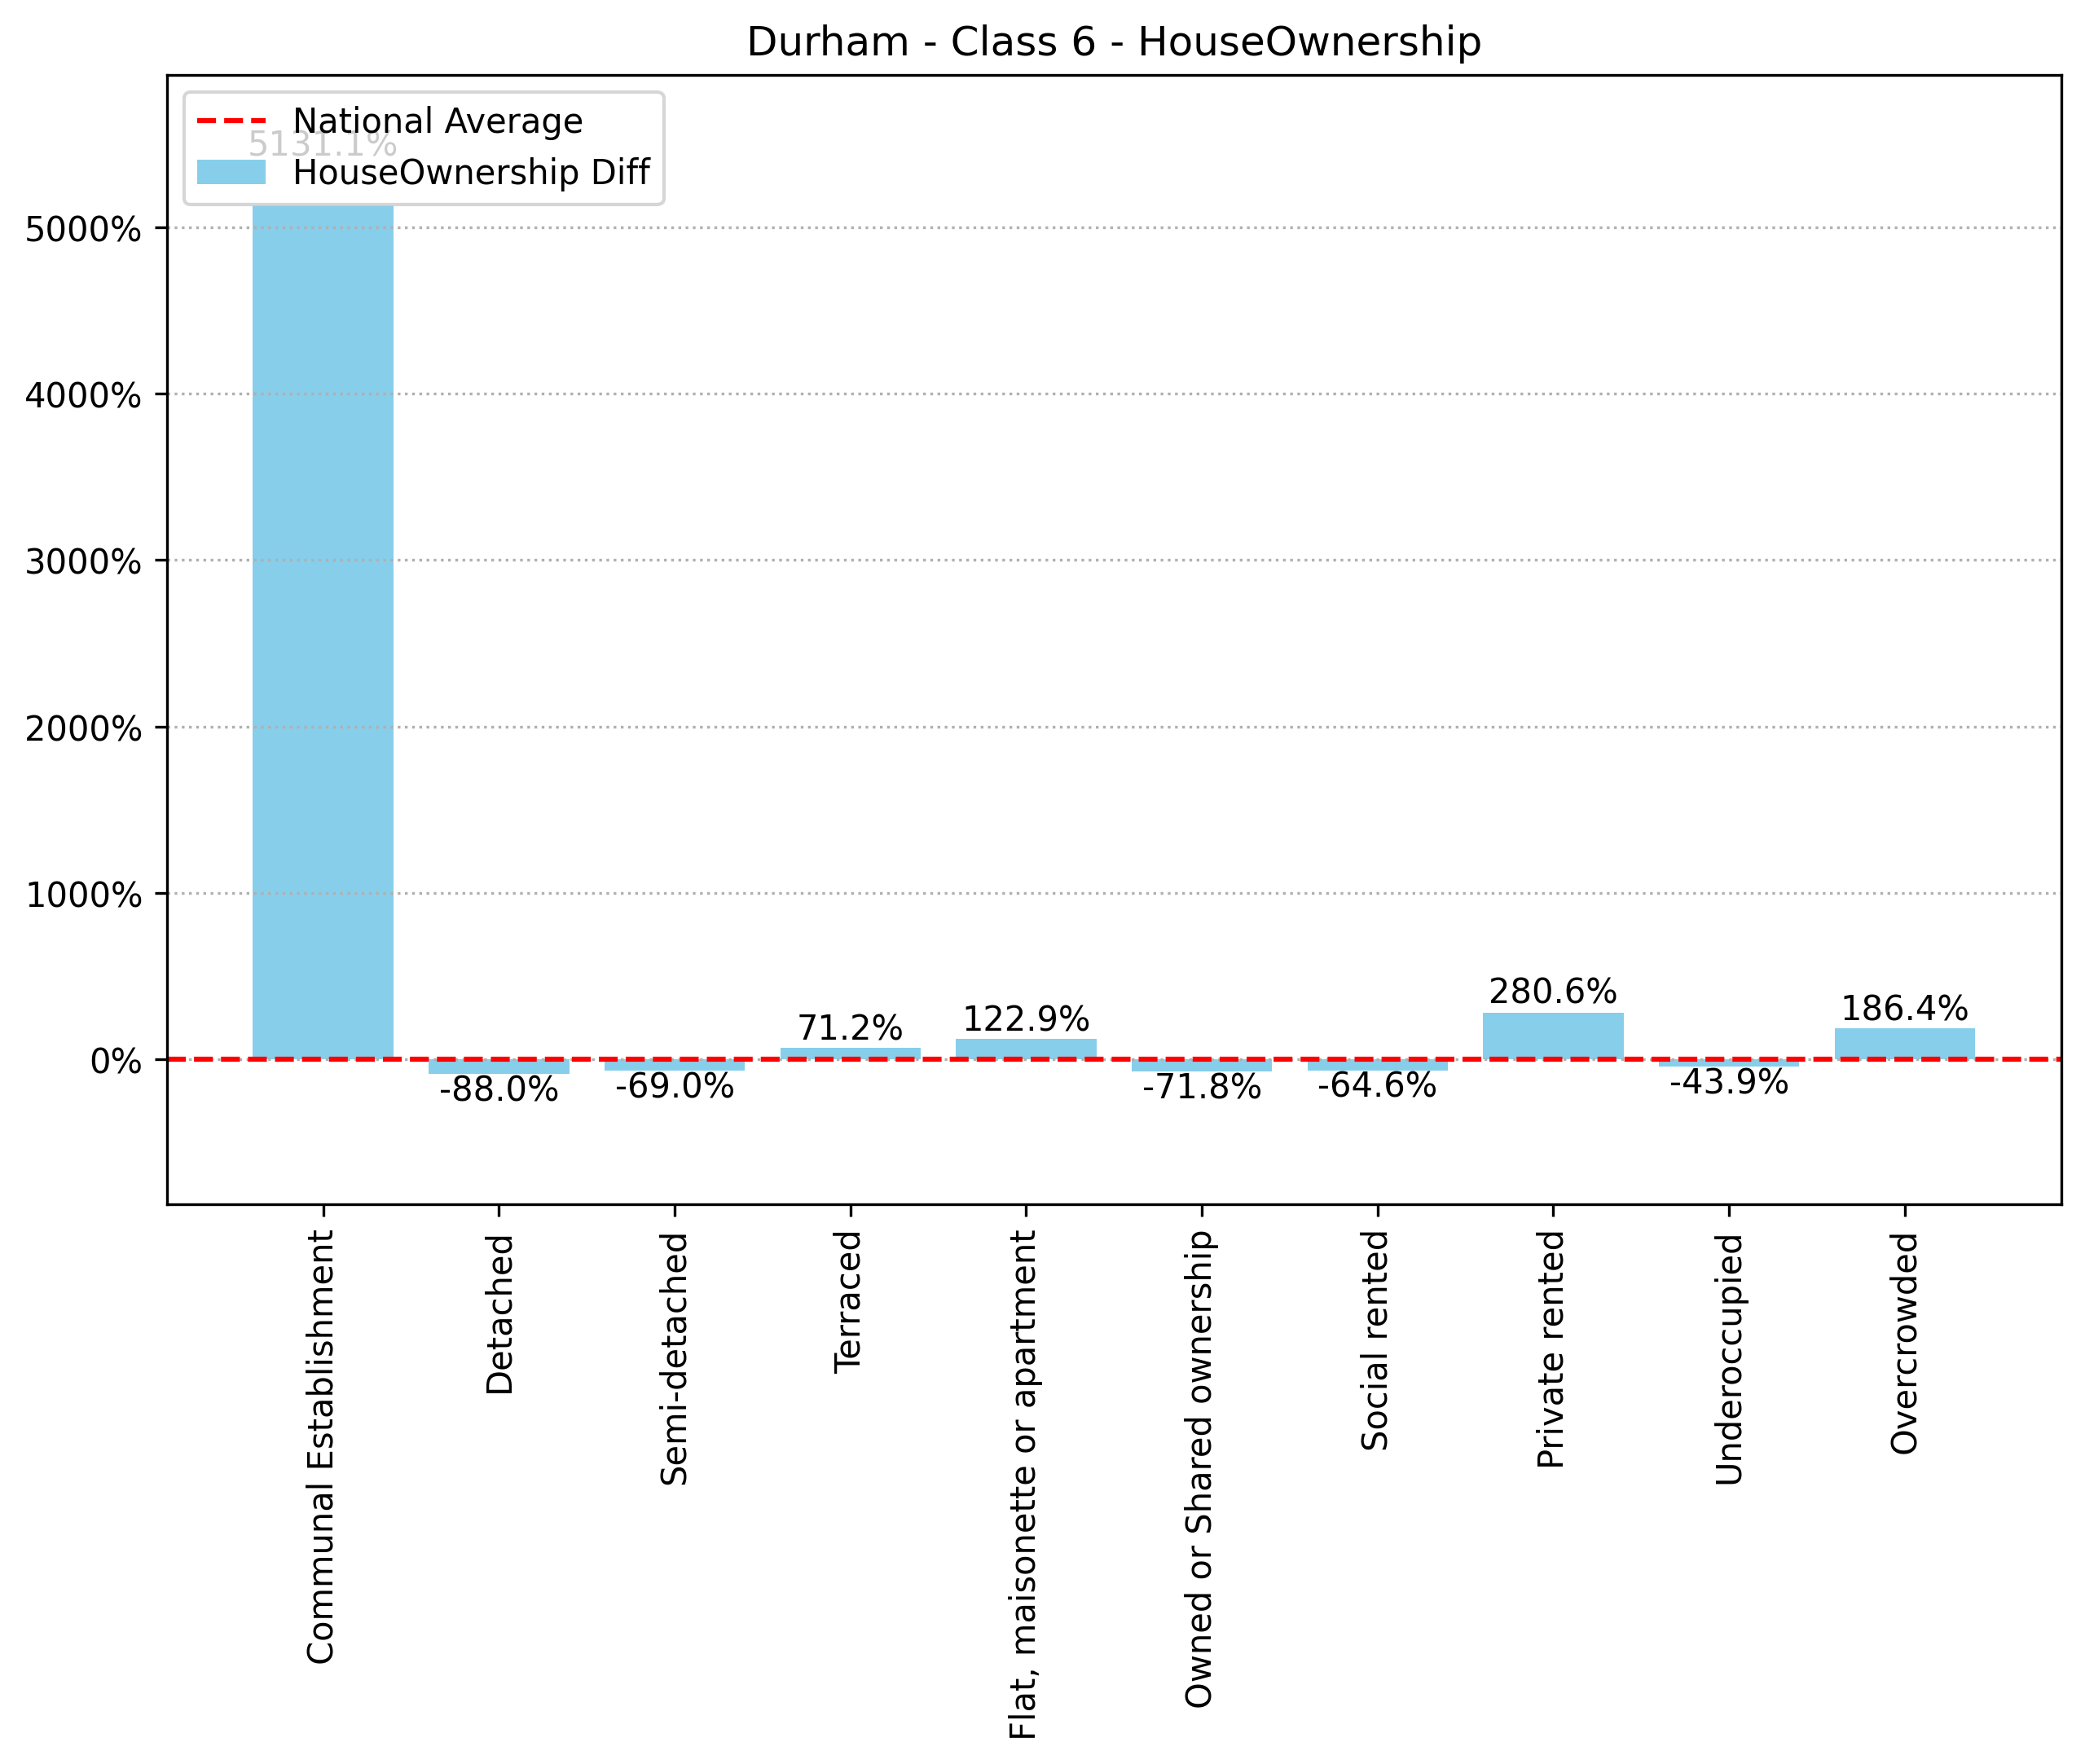 Durham - Class 6 - HouseOwnership
National Average
5131.1%
HouseOwnership Diff
5000%
4000%
3000%
2000%
1000%
0%
-88.0%
-69.0%
71.2%
122.9%
-71.8%
-64.6%
280.6%
-43.9%
186.4%
Communal Establishment
Detached
Semi-detached
Terraced
Flat, maisonette or apartment
Owned or Shared ownership
Social rented
Private rented
Underoccupied
Overcrowded